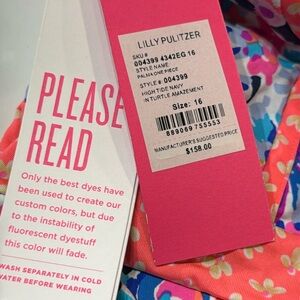 PLEASE
READ
Only the best dyes have
been used to create our
custom colors, but due
to the instability of
fluorescent dyestuff
this color will fade.
WASH SEPARATELY IN COLD
WATER BEFORE WEARING
LILLY PULITZER
SKU #
004399 4342EG 16
STYLE NAME
PALMA ONE PIECE
STYLE # 004399
HIGH TIDE NAVY
IN TURTLE AMAZEMENT
Size: 16
889069 755553
MANUFACTURER'S SUGGESTED PRICE
$158.00